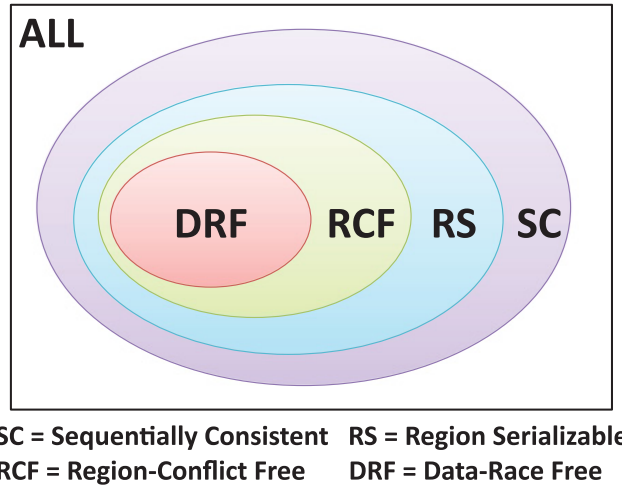 ALL
DRF RCF RS SC
SC = Sequentially Consistent RS = Region Serializable
RCF = Region-Conflict Free DRF = Data-Race Free